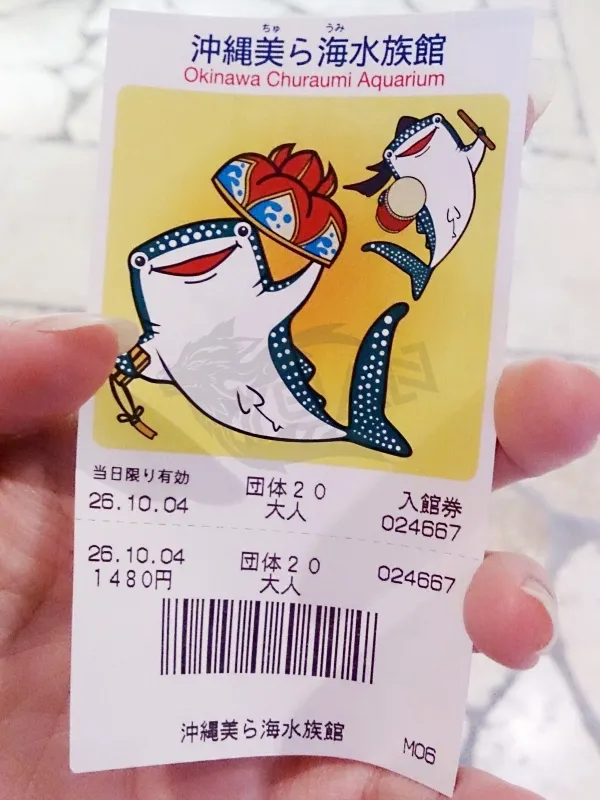 ちゅ うみ
沖縄美ら海水族館
Okinawa Churaumi Aquarium
当日限り有効
26.10.04
団体20
大人
入館券
024667
26.10.04
1480円
団体20
大人
024667
沖縄美ら海水族館
M06